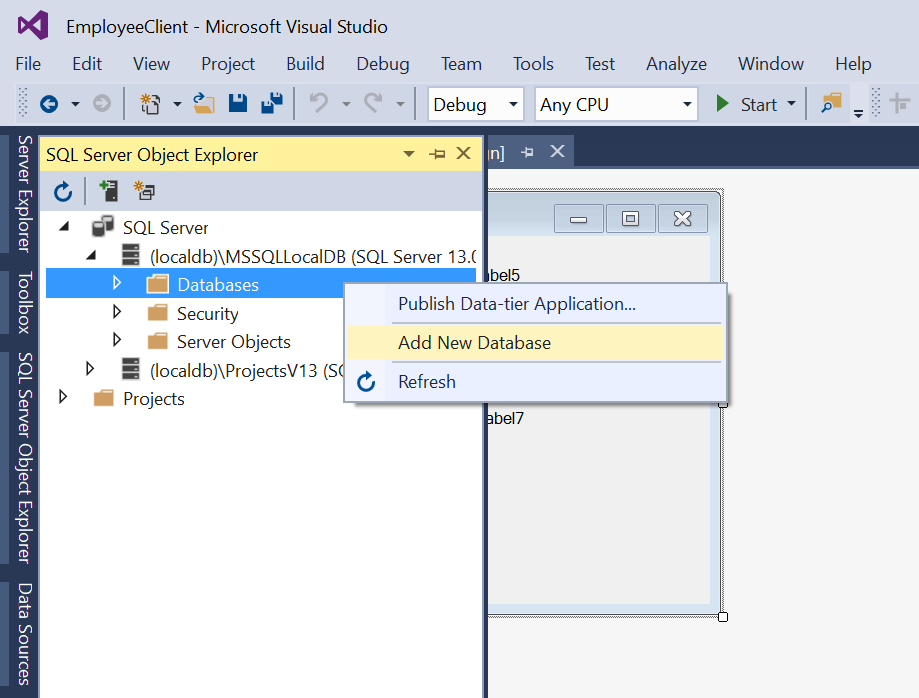 EmployeeClient - Microsoft Visual Studio
File Edit View Project Build Debug Team Tools Test Analyze Window Help
Debug Any CPU Start
Server Explorer
Toolbox
SQL Server Object Explorer
Data Sources
SQL Server Object Explorer
gn]
SQL Server
(localdb)\MSSQLLocalDB (SQL Server 13.0
Databases
Security
Server Objects
(localdb)\ProjectsV13 (SQ
Projects
Publish Data-tier Application...
Add New Database
Refresh
abel5
abel7